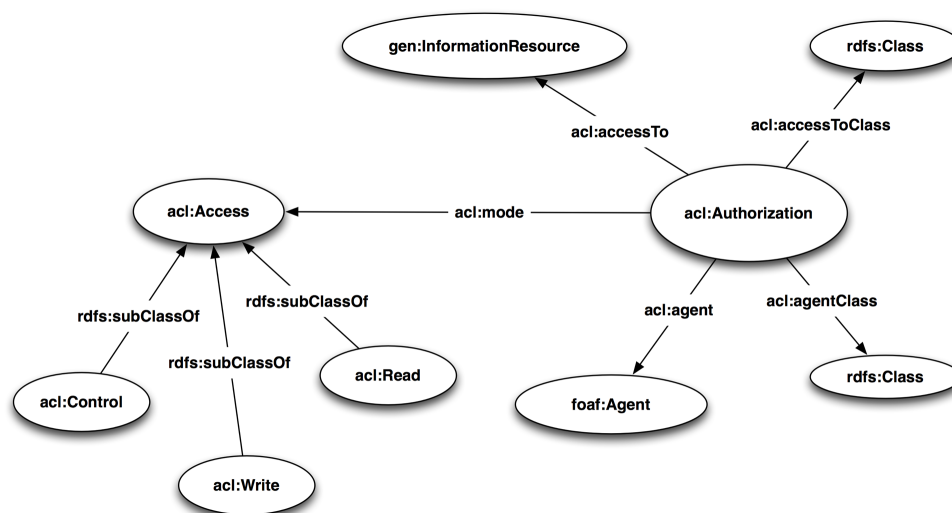 gen:InformationResource
rdfs:Class
acl:accessTo
acl:accessToClass
acl:Access
acl:mode
acl:Authorization
rdfs:subClassOf
rdfs:subClassOf
rdfs:subClassOf
acl:agent
acl:agentClass
acl:Control
acl:Read
foaf:Agent
rdfs:Class
acl:Write